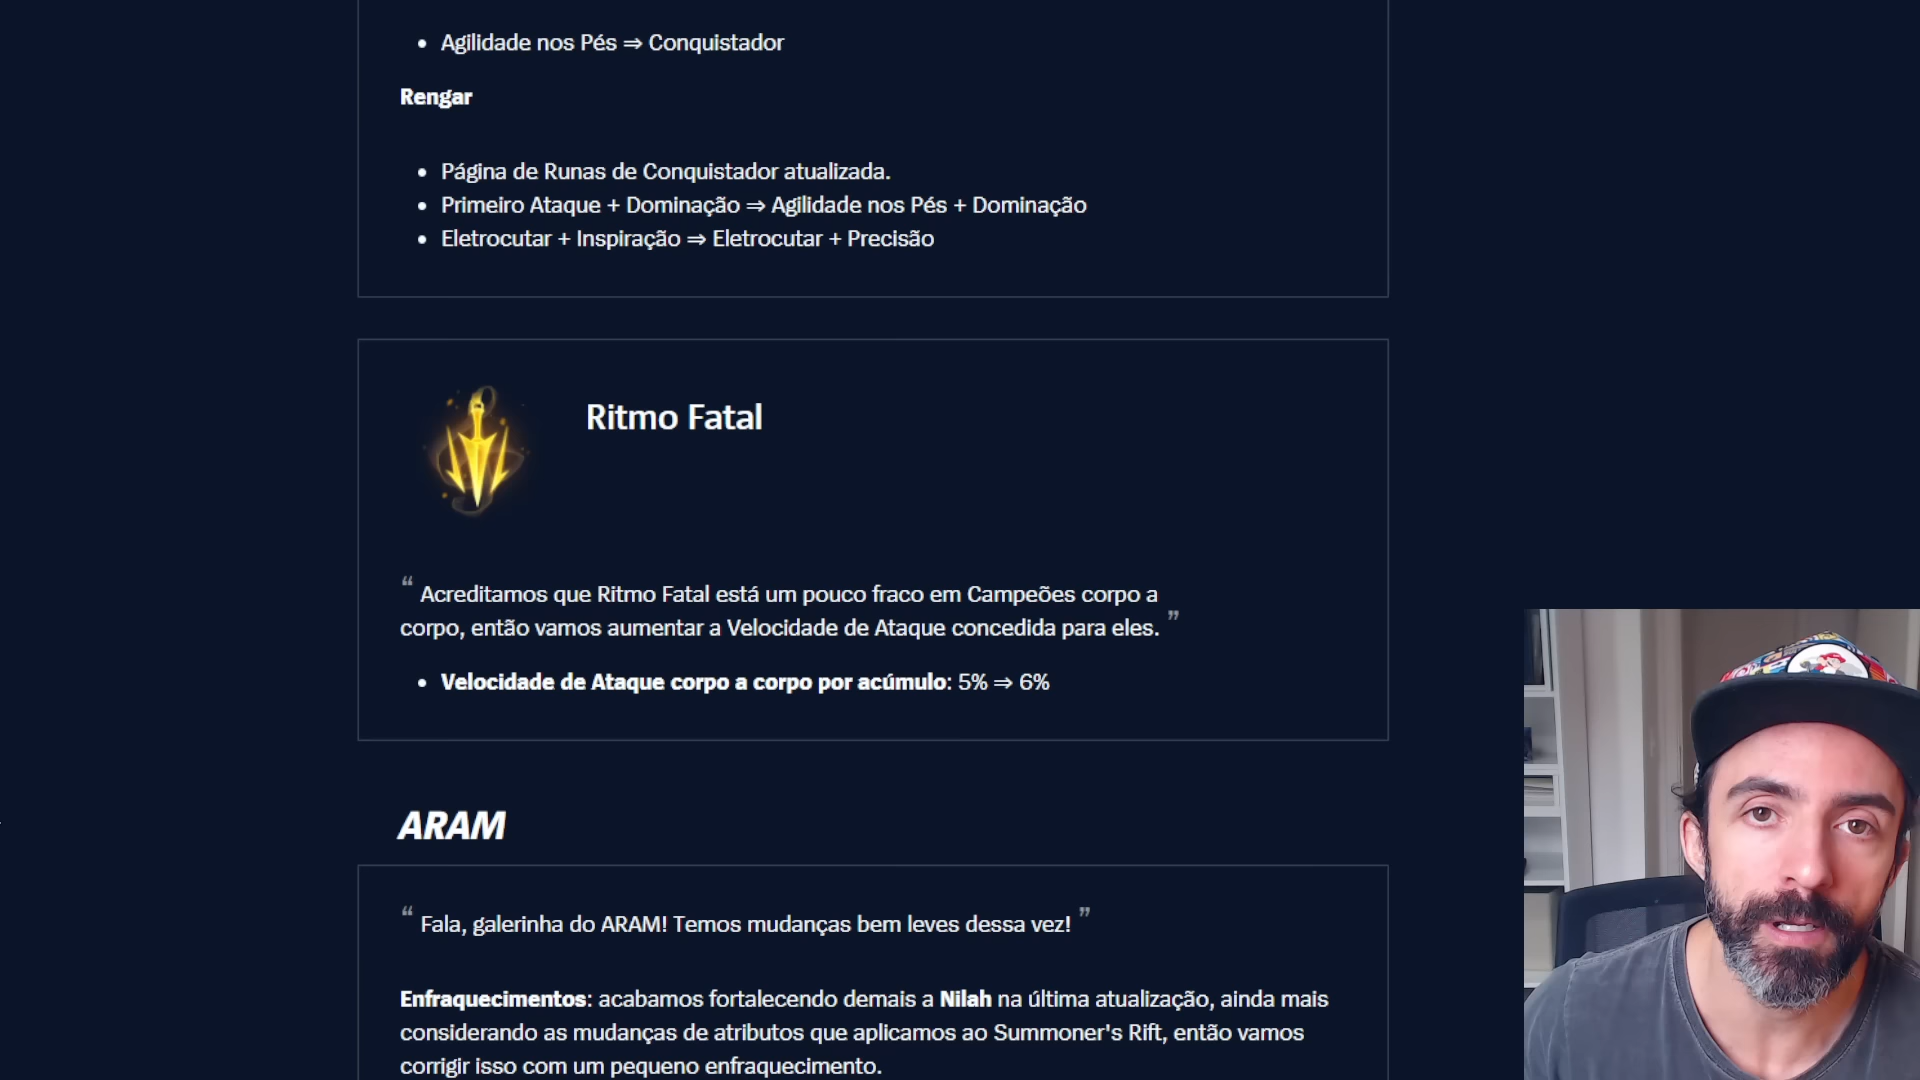 • Agilidade nos Pés ⇒ Conquistador
Rengar
• Página de Runas de Conquistador atualizada.
• Primeiro Ataque + Dominação ⇒ Agilidade nos Pés + Dominação
• Eletrocutar + Inspiração ⇒ Eletrocutar + Precisão
Ritmo Fatal
“ Acreditamos que Ritmo Fatal está um pouco fraco em Campeões corpo a
corpo, então vamos aumentar a Velocidade de Ataque concedida para eles. ”
• Velocidade de Ataque corpo a corpo por acúmulo: 5% ⇒ 6%
ARAM
“ Fala, galerinha do ARAM! Temos mudanças bem leves dessa vez! ”
Enfraquecimentos: acabamos fortalecendo demais a Nilah na última atualização, ainda mais
considerando as mudanças de atributos que aplicamos ao Summoner's Rift, então vamos
corrigir isso com um pequeno enfraquecimento.